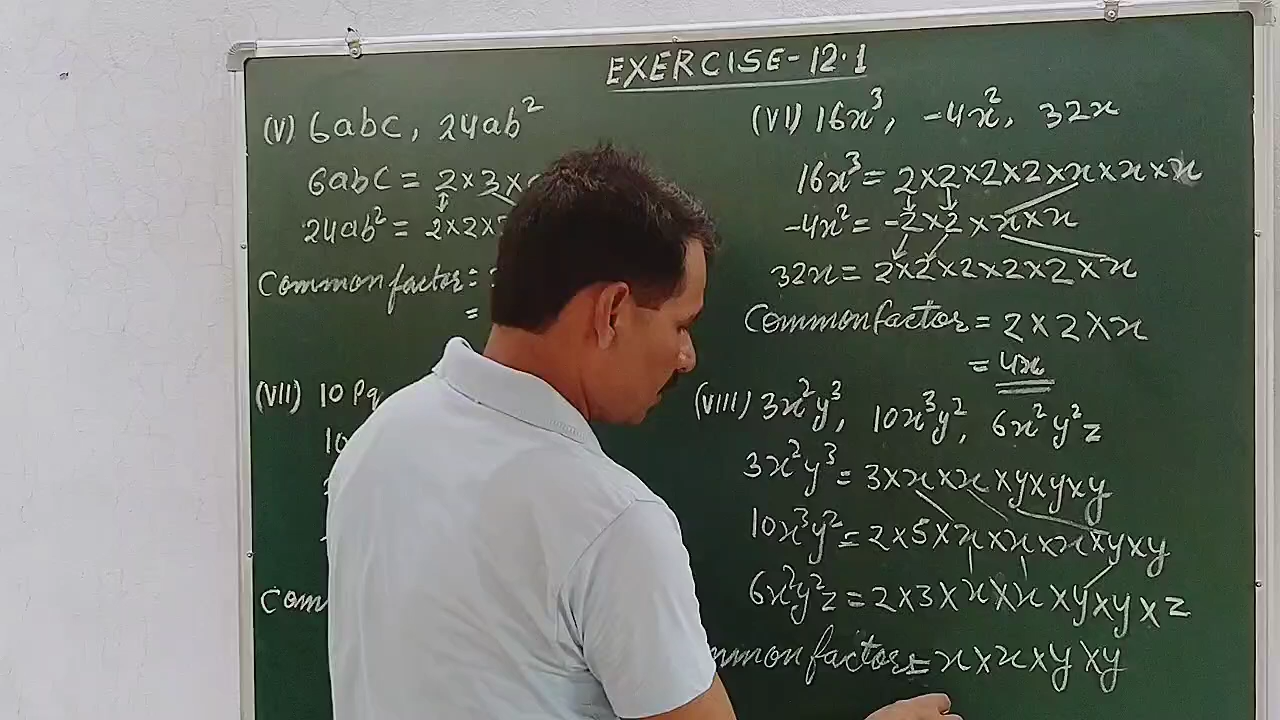 EXERCISE-12.1
(V) 6abc, 24ab²
6abc = 2×3×
24ab² = 2×2×
Common factor =
=
(VI) 16x³, -4x², 32x
16x³ = 2×2×2×2×x×x×x
-4x² = -2×2×x×x
32x = 2×2×2×2×2×x
Common factor = 2×2×x
= 4x
(VII) 10 pq
10
Com
(VIII) 3x²y³, 10x³y², 6x²y²z
3x²y³ = 3×x×x×y×y×y
10x³y² = 2×5×x×x×x×y×y
6x²y²z = 2×3×x×x×y×y×z
mmon factor = x×x×y×y